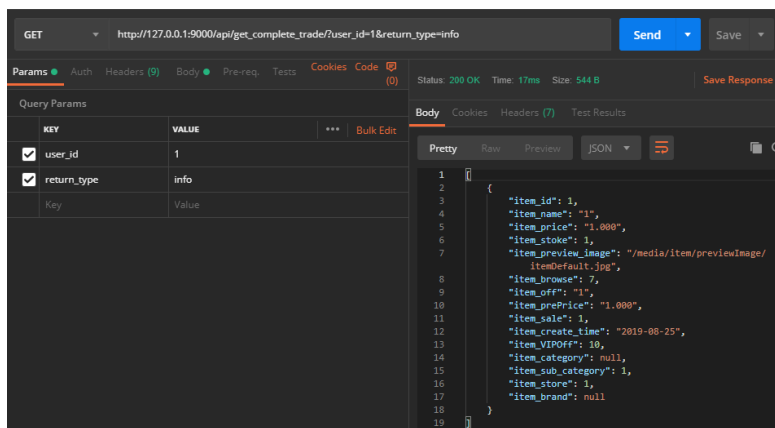 GET http://127.0.0.1:9000/api/get_complete_trade/?user_id=1&return_type=info Send Save
Params Auth Headers (9) Body Pre-req. Tests Cookies Code (0)
Query Params
KEY VALUE ••• Bulk Edit
user_id 1
return_type info
Key Value
Status: 200 OK Time: 17ms Size: 544 B Save Response
Body Cookies Headers (7) Test Results
Pretty Raw Preview JSON
1 [
2 {
3 "item_id": 1,
4 "item_name": "1",
5 "item_price": "1.000",
6 "item_stoke": 1,
7 "item_preview_image": "/media/item/previewImage/
itemDefault.jpg",
8 "item_browse": 7,
9 "item_off": "1",
10 "item_prePrice": "1.000",
11 "item_sale": 1,
12 "item_create_time": "2019-08-25",
13 "item_VIPOff": 10,
14 "item_category": null,
15 "item_sub_category": 1,
16 "item_store": 1,
17 "item_brand": null
18 }
19 ]